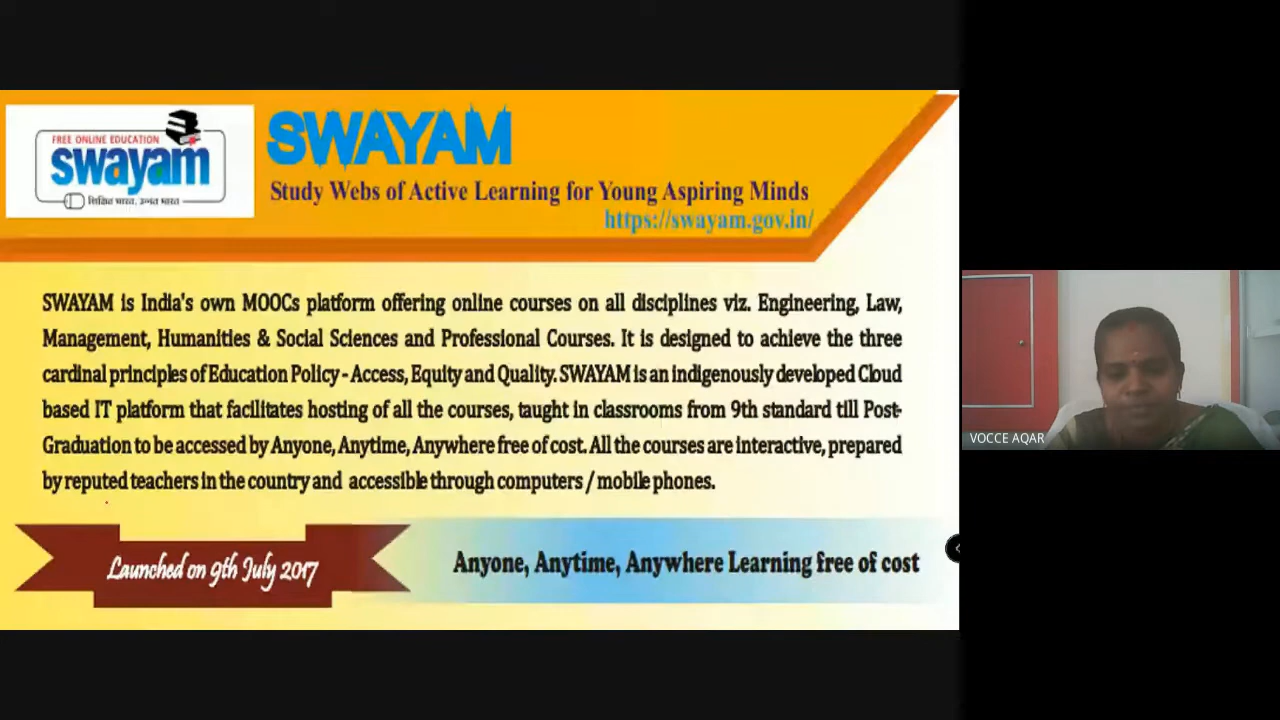 FREE ONLINE EDUCATION
swayam
शिक्षित भारत, उन्नत भारत
SWAYAM
Study Webs of Active Learning for Young Aspiring Minds
https://swayam.gov.in/
SWAYAM is India's own MOOCs platform offering online courses on all disciplines viz. Engineering, Law,
Management, Humanities & Social Sciences and Professional Courses. It is designed to achieve the three
cardinal principles of Education Policy - Access, Equity and Quality. SWAYAM is an indigenously developed Cloud
based IT platform that facilitates hosting of all the courses, taught in classrooms from 9th standard till Post-
Graduation to be accessed by Anyone, Anytime, Anywhere free of cost. All the courses are interactive, prepared
by reputed teachers in the country and accessible through computers / mobile phones.
Launched on 9th July 2017
Anyone, Anytime, Anywhere Learning free of cost
VOCCE AQAR